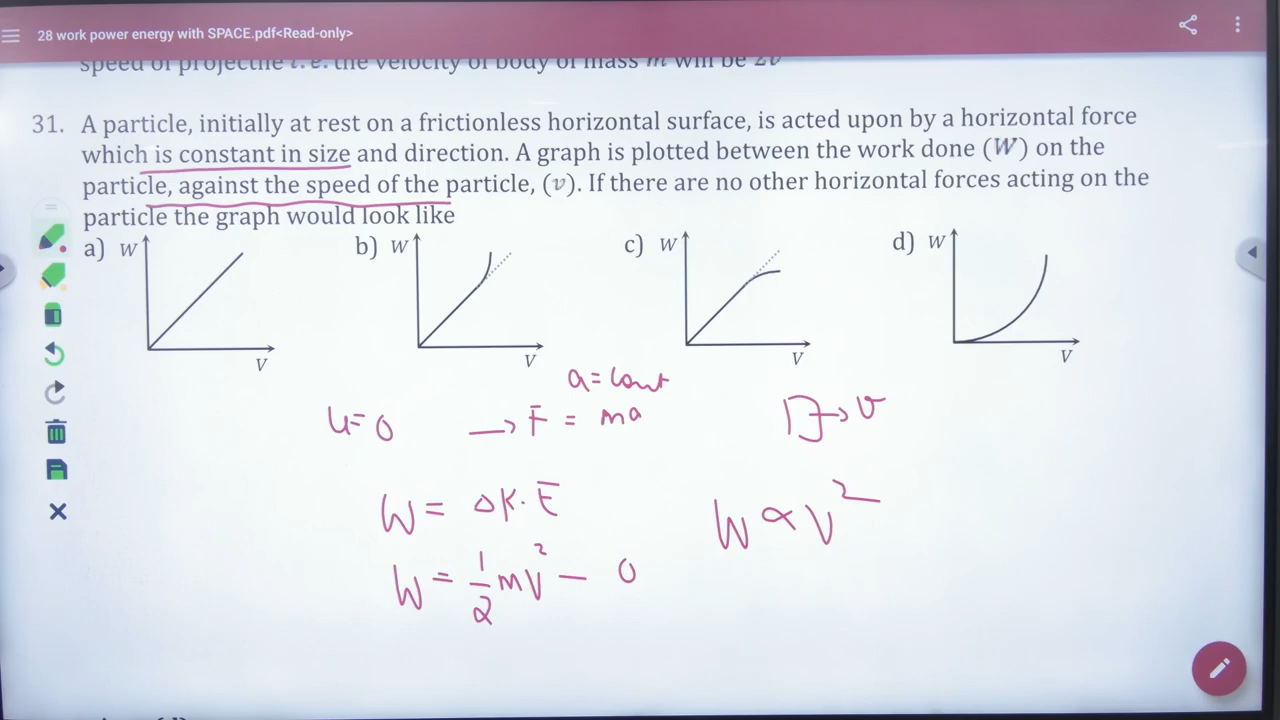 28 work power energy with SPACE.pdf<Read-only>
speed of projectile i.e. the velocity of body of mass m will be 2v
31. A particle, initially at rest on a frictionless horizontal surface, is acted upon by a horizontal force
which is constant in size and direction. A graph is plotted between the work done (W) on the
particle, against the speed of the particle, (v). If there are no other horizontal forces acting on the
particle the graph would look like
a) W V b) W V c) W V d) W V
a = const
u = 0 → F̄ = ma → v
W = ΔK.E W ∝ V²
W = 1/2 mv² - 0